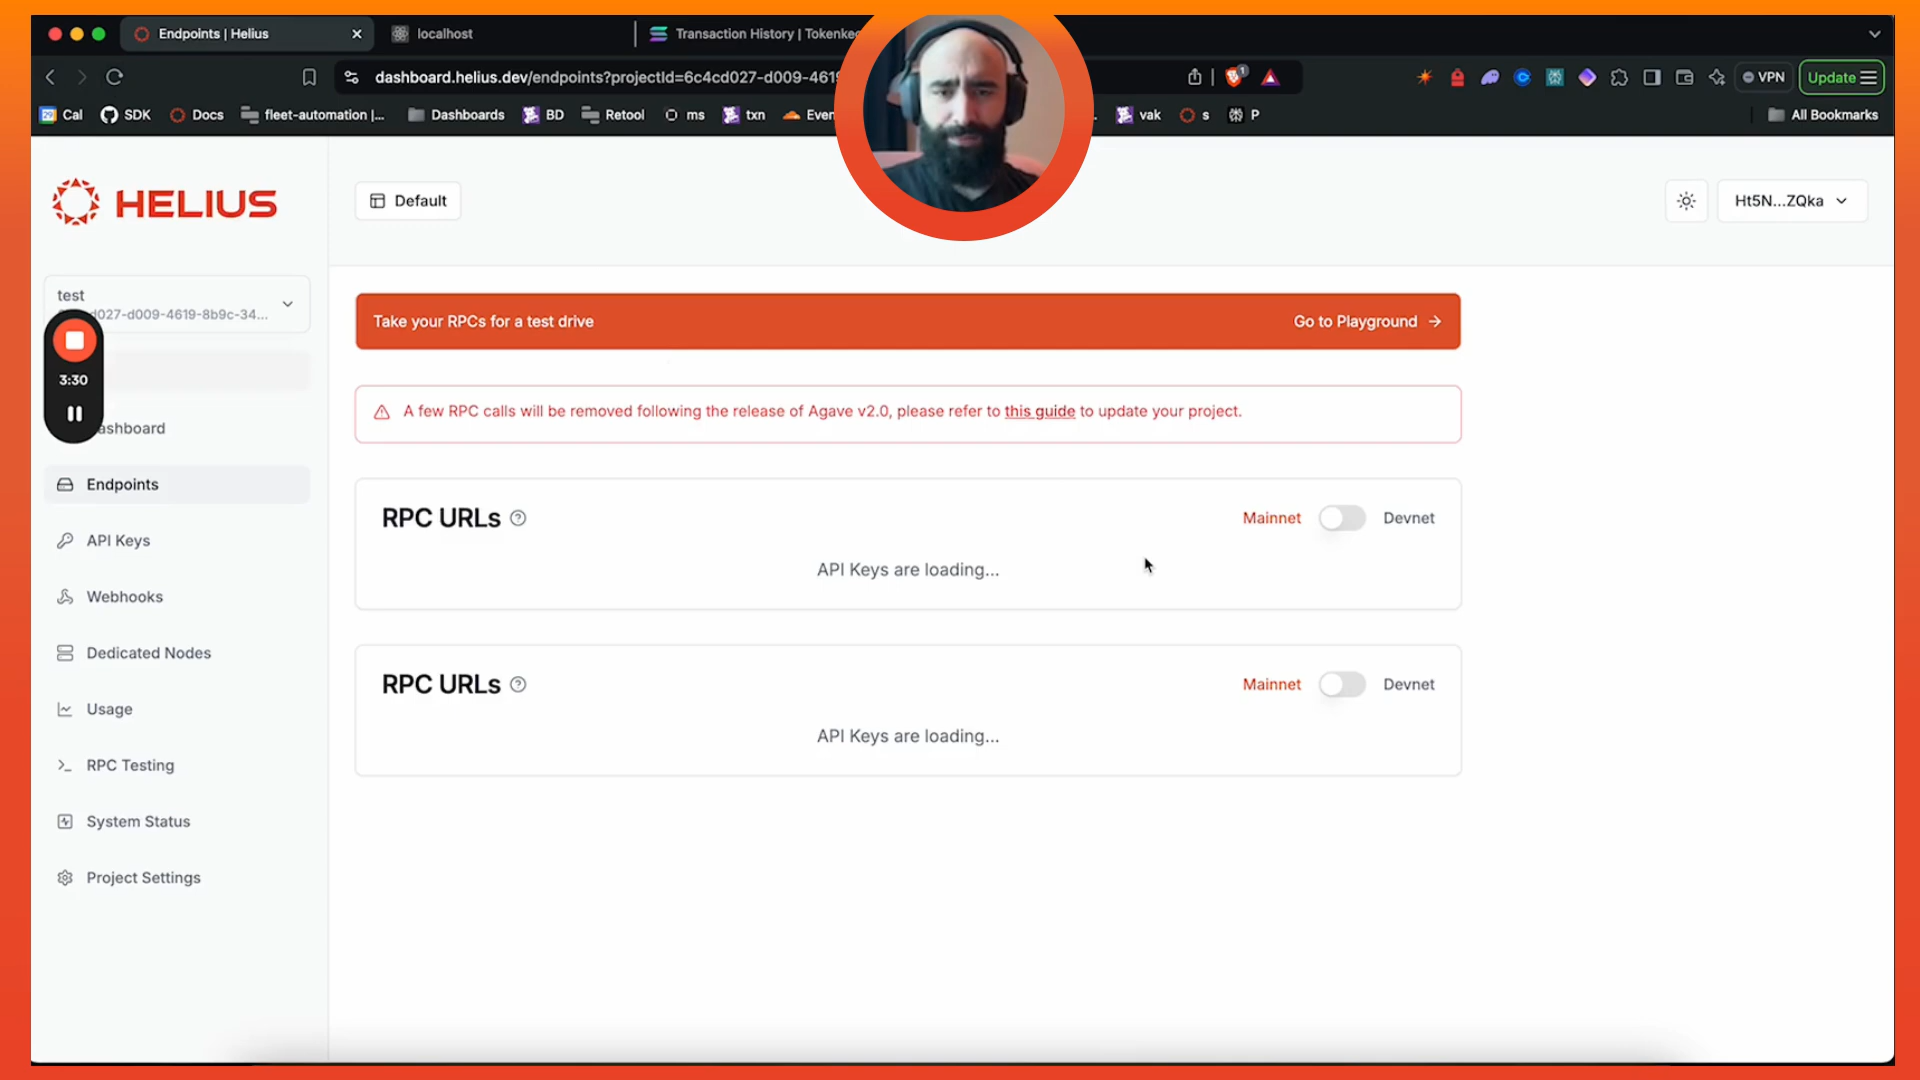 Endpoints | Helius
localhost
Transaction History | Tokenkeg
dashboard.helius.dev/endpoints?projectId=6c4cd027-d009-4619
1
VPN
Update
Cal
SDK
Docs
fleet-automation |...
Dashboards
BD
Retool
ms
txn
Even
vak
s
P
All Bookmarks
HELIUS
Default
Ht5N...ZQka
test
d027-d009-4619-8b9c-34...
3:30
ashboard
Endpoints
API Keys
Webhooks
Dedicated Nodes
Usage
RPC Testing
System Status
Project Settings
Take your RPCs for a test drive
Go to Playground →
A few RPC calls will be removed following the release of Agave v2.0, please refer to this guide to update your project.
RPC URLs
Mainnet
Devnet
API Keys are loading...
RPC URLs
Mainnet
Devnet
API Keys are loading...